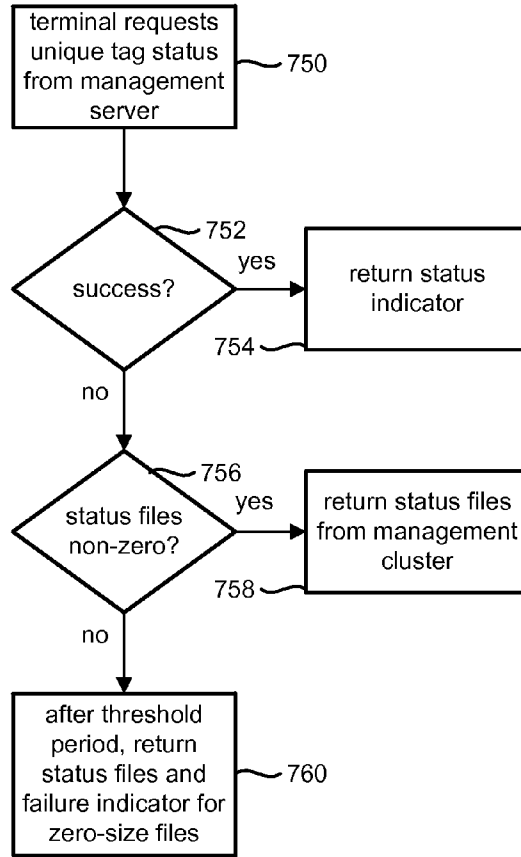 terminal requests
unique tag status
from management
server
750
752
success?
yes
return status
indicator
754
no
756
status files
non-zero?
yes
return status files
from management
cluster
758
no
after threshold
period, return
status files and
failure indicator for
zero-size files
760